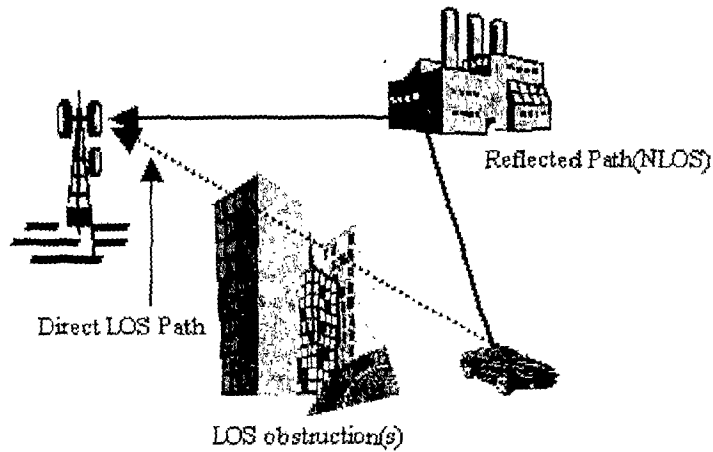 Reflected Path(NLOS)
Direct LOS Path
LOS obstruction(s)